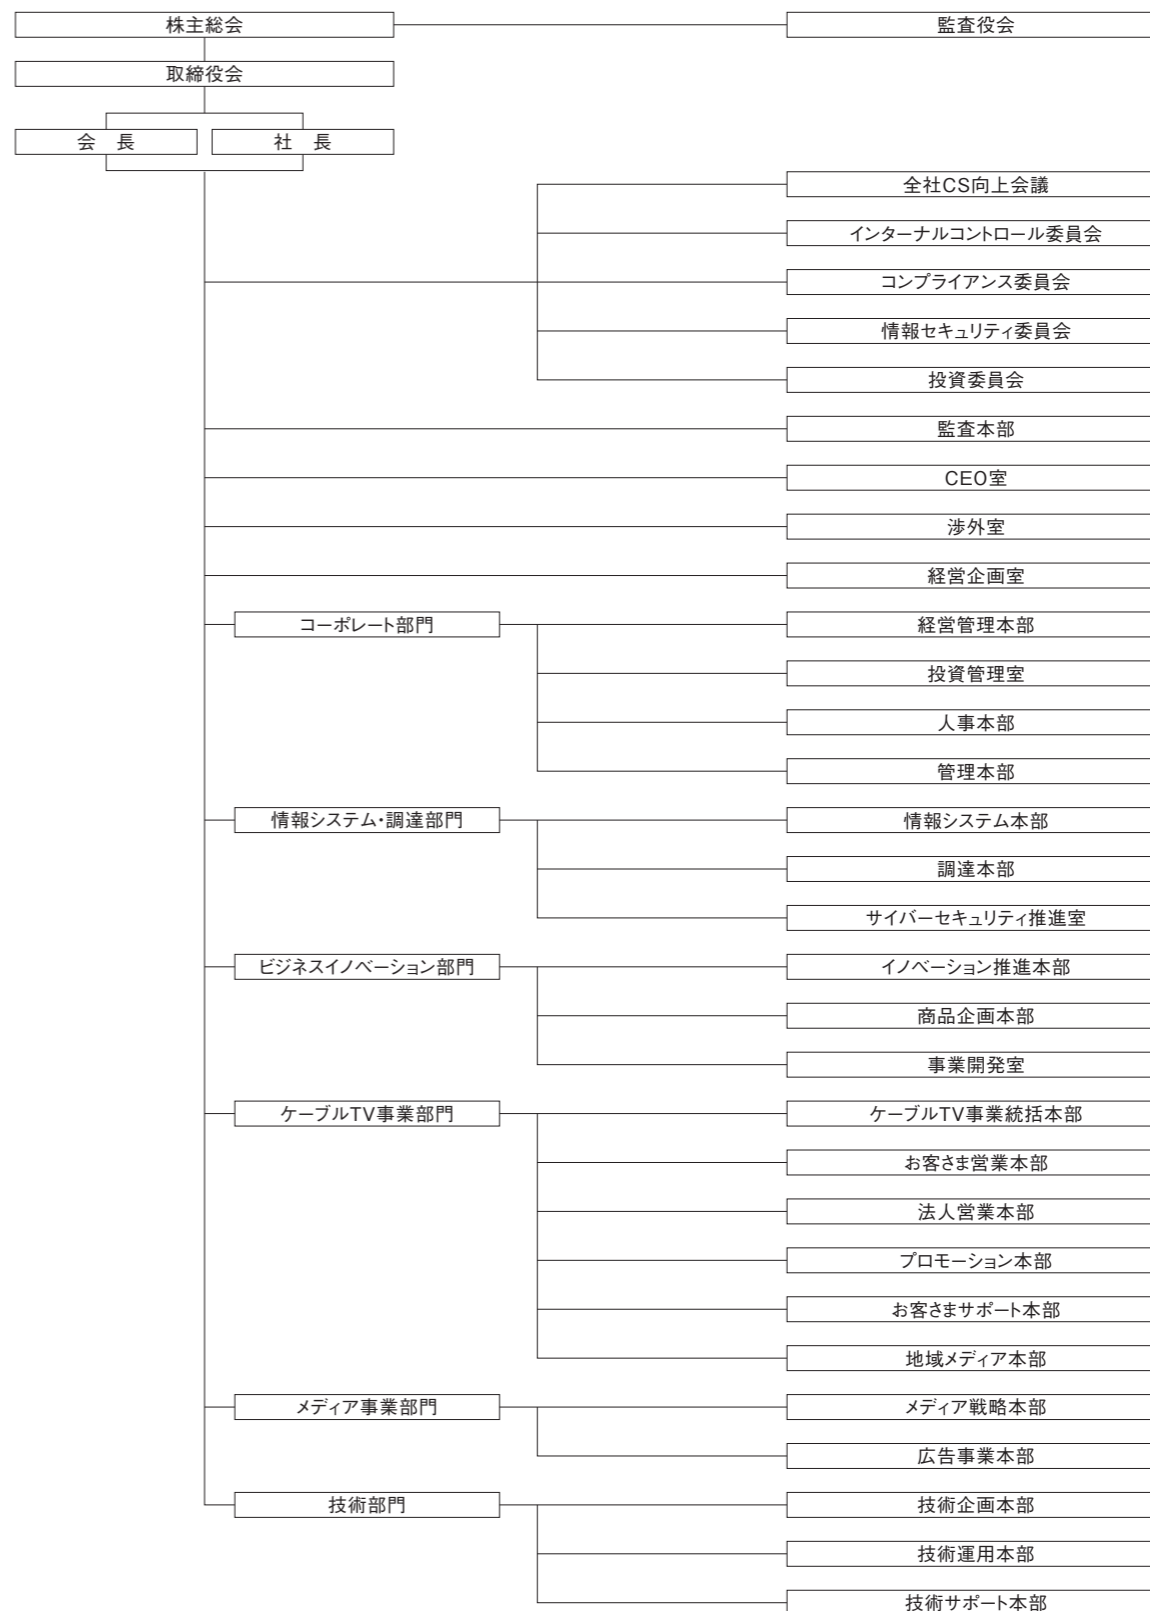 株主総会
監査役会
取締役会
会　長
社　長
全社CS向上会議
インターナルコントロール委員会
コンプライアンス委員会
情報セキュリティ委員会
投資委員会
監査本部
CEO室
渉外室
経営企画室
コーポレート部門
経営管理本部
投資管理室
人事本部
管理本部
情報システム・調達部門
情報システム本部
調達本部
サイバーセキュリティ推進室
ビジネスイノベーション部門
イノベーション推進本部
商品企画本部
事業開発室
ケーブルTV事業部門
ケーブルTV事業統括本部
お客さま営業本部
法人営業本部
プロモーション本部
お客さまサポート本部
地域メディア本部
メディア事業部門
メディア戦略本部
広告事業本部
技術部門
技術企画本部
技術運用本部
技術サポート本部